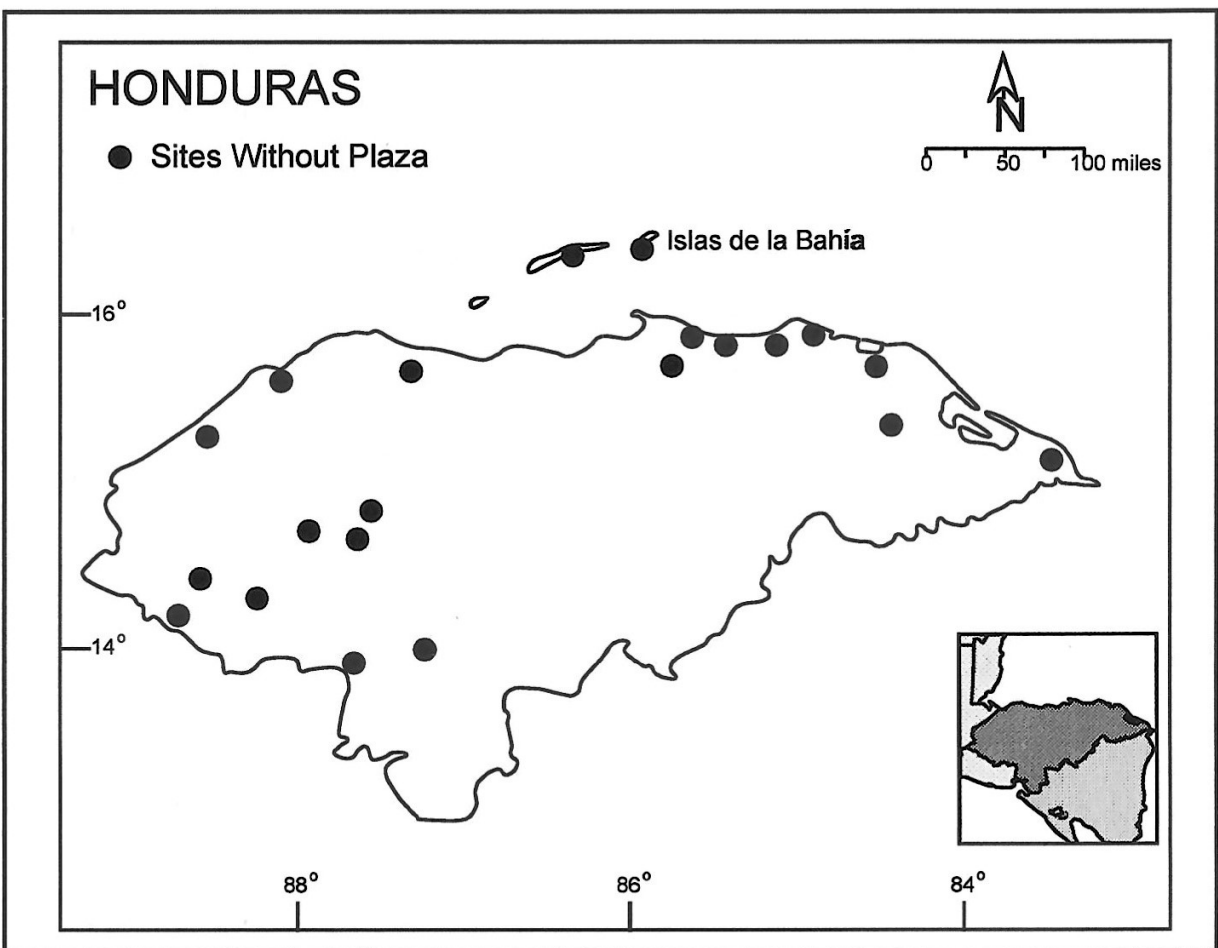 HONDURAS
Sites Without Plaza
N
0 50 100 miles
Islas de la Bahía
16°
14°
88° 86° 84°